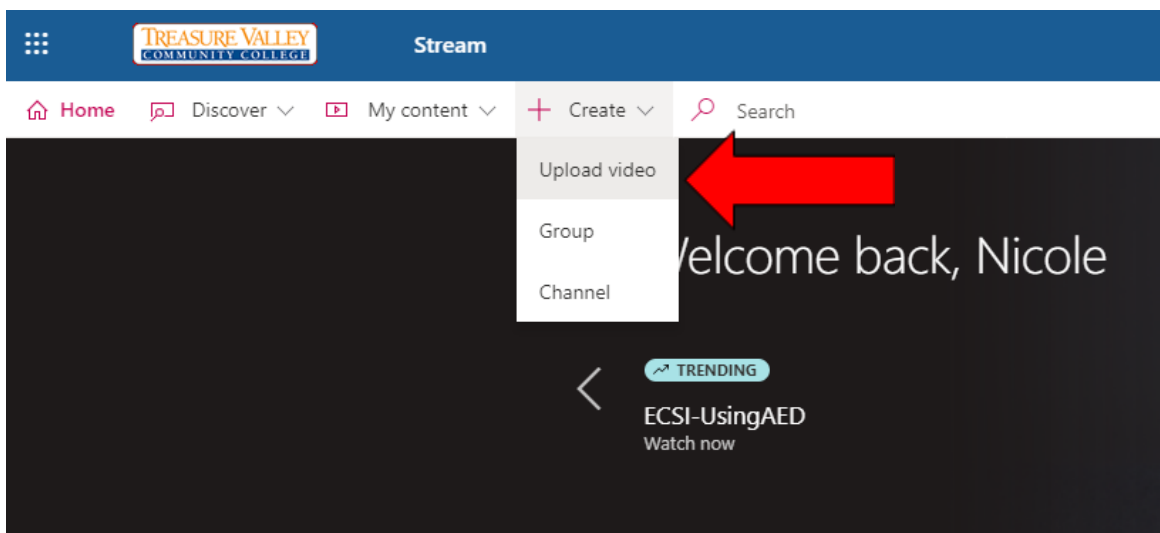 TREASURE VALLEY
COMMUNITY COLLEGE
Stream
Home Discover My content Create Search
Upload video
Group
Channel
elcome back, Nicole
TRENDING
ECSI-UsingAED
Watch now